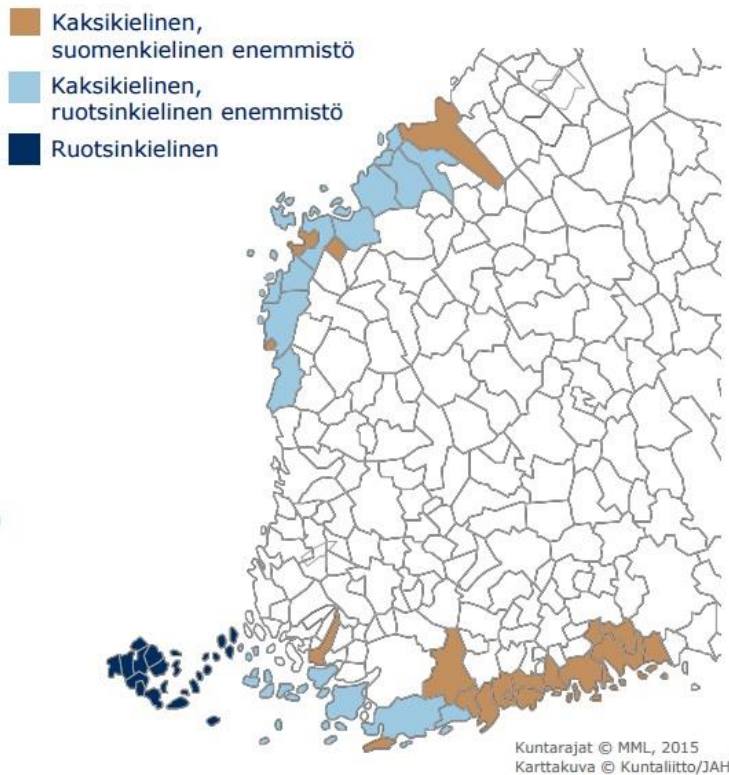 Kaksikielinen,
suomenkielinen enemmistö
Kaksikielinen,
ruotsinkielinen enemmistö
Ruotsinkielinen
Kuntarajat © MML, 2015
Karttakuva © Kuntaliitto/JAH